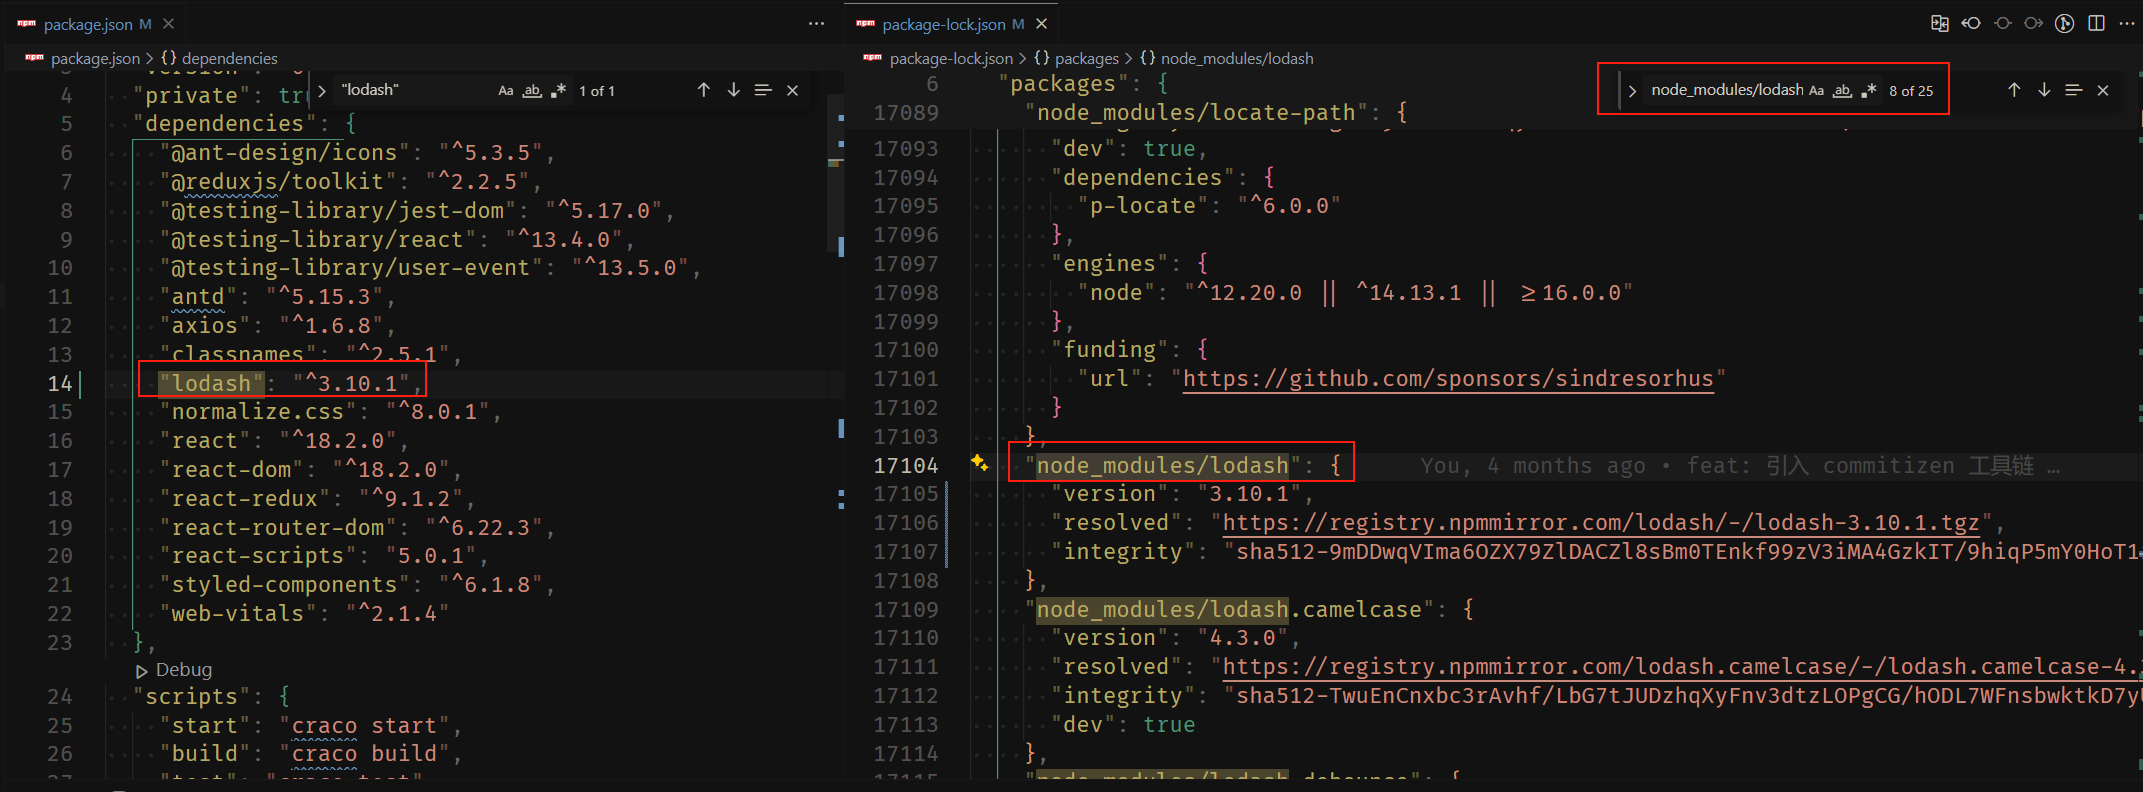 package.json M
package.json > {} dependencies
"lodash" Aa ab 1 of 1
4 "private": tr
5 "dependencies": {
6 "@ant-design/icons": "^5.3.5",
7 "@reduxjs/toolkit": "^2.2.5",
8 "@testing-library/jest-dom": "^5.17.0",
9 "@testing-library/react": "^13.4.0",
10 "@testing-library/user-event": "^13.5.0",
11 "antd": "^5.15.3",
12 "axios": "^1.6.8",
13 "classnames": "^2.5.1",
14 "lodash": "^3.10.1",
15 "normalize.css": "^8.0.1",
16 "react": "^18.2.0",
17 "react-dom": "^18.2.0",
18 "react-redux": "^9.1.2",
19 "react-router-dom": "^6.22.3",
20 "react-scripts": "5.0.1",
21 "styled-components": "^6.1.8",
22 "web-vitals": "^2.1.4"
23 },
Debug
24 "scripts": {
25 "start": "craco start",
26 "build": "craco build",
package-lock.json M
package-lock.json > {} packages > {} node_modules/lodash
node_modules/lodash Aa ab 8 of 25
6 "packages": {
17089 "node_modules/locate-path": {
17093 "dev": true,
17094 "dependencies": {
17095 "p-locate": "^6.0.0"
17096 },
17097 "engines": {
17098 "node": "^12.20.0 || ^14.13.1 || ≥16.0.0"
17099 },
17100 "funding": {
17101 "url": "https://github.com/sponsors/sindresorhus"
17102 }
17103 },
17104 "node_modules/lodash": { You, 4 months ago • feat: 引入 commitizen 工具链 …
17105 "version": "3.10.1",
17106 "resolved": "https://registry.npmmirror.com/lodash/-/lodash-3.10.1.tgz",
17107 "integrity": "sha512-9mDDwqVIma6OZX79ZlDACZl8sBm0TEnkf99zV3iMA4GzkIT/9hiqP5mY0HoT1
17108 },
17109 "node_modules/lodash.camelcase": {
17110 "version": "4.3.0",
17111 "resolved": "https://registry.npmmirror.com/lodash.camelcase/-/lodash.camelcase-4.
17112 "integrity": "sha512-TwuEnCnxbc3rAvhf/LbG7tJUDzhqXyFnv3dtzLOPgCG/hODL7WFnsbwktkD7y
17113 "dev": true
17114 },
17115 "node_modules/lodash.debounce": {